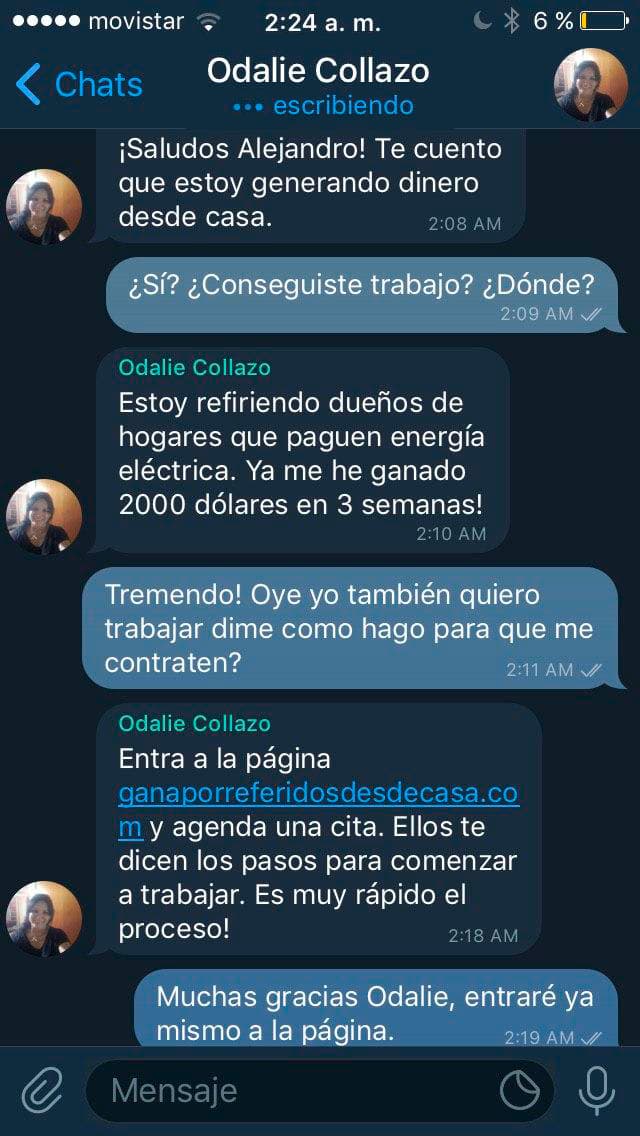 movistar 2:24 a. m. 6 %
Chats
Odalie Collazo
escribiendo
¡Saludos Alejandro! Te cuento
que estoy generando dinero
desde casa.
2:08 AM
¿Sí? ¿Conseguiste trabajo? ¿Dónde?
2:09 AM
Odalie Collazo
Estoy refiriendo dueños de
hogares que paguen energía
eléctrica. Ya me he ganado
2000 dólares en 3 semanas!
2:10 AM
Tremendo! Oye yo también quiero
trabajar dime como hago para que me
contraten?
2:11 AM
Odalie Collazo
Entra a la página
ganaporreferidosdesdecasa.co
m y agenda una cita. Ellos te
dicen los pasos para comenzar
a trabajar. Es muy rápido el
proceso!
2:18 AM
Muchas gracias Odalie, entraré ya
mismo a la página.
2:19 AM
Mensaje